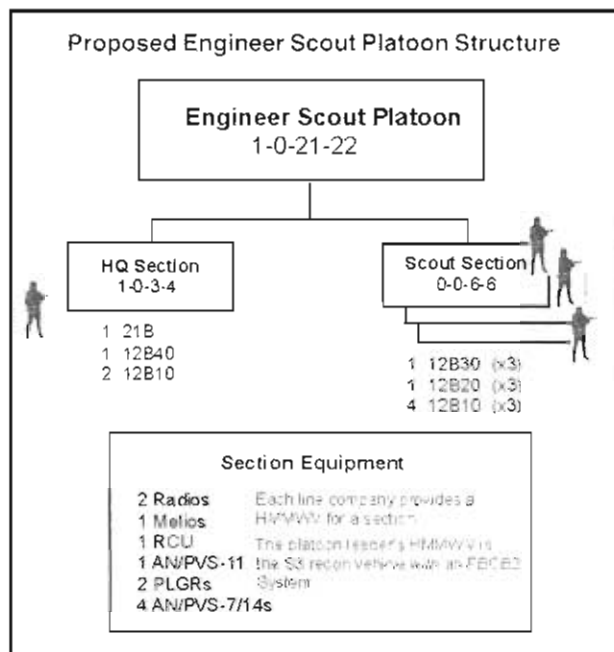 Proposed Engineer Scout Platoon Structure
Engineer Scout Platoon
1-0-21-22
HQ Section
1-0-3-4
Scout Section
0-0-6-6
1 21B
1 12B40
2 12B10
1 12B30 (x3)
1 12B20 (x3)
4 12B10 (x3)
Section Equipment
2 Radios
1 Melios
1 RCU
1 AN/PVS-11
2 PLGRs
4 AN/PVS-7/14s
Each line company provides a
HMMWV for a section
The platoon leader's HMMWV is
the S3 recon vehicle with an FBCB2
System